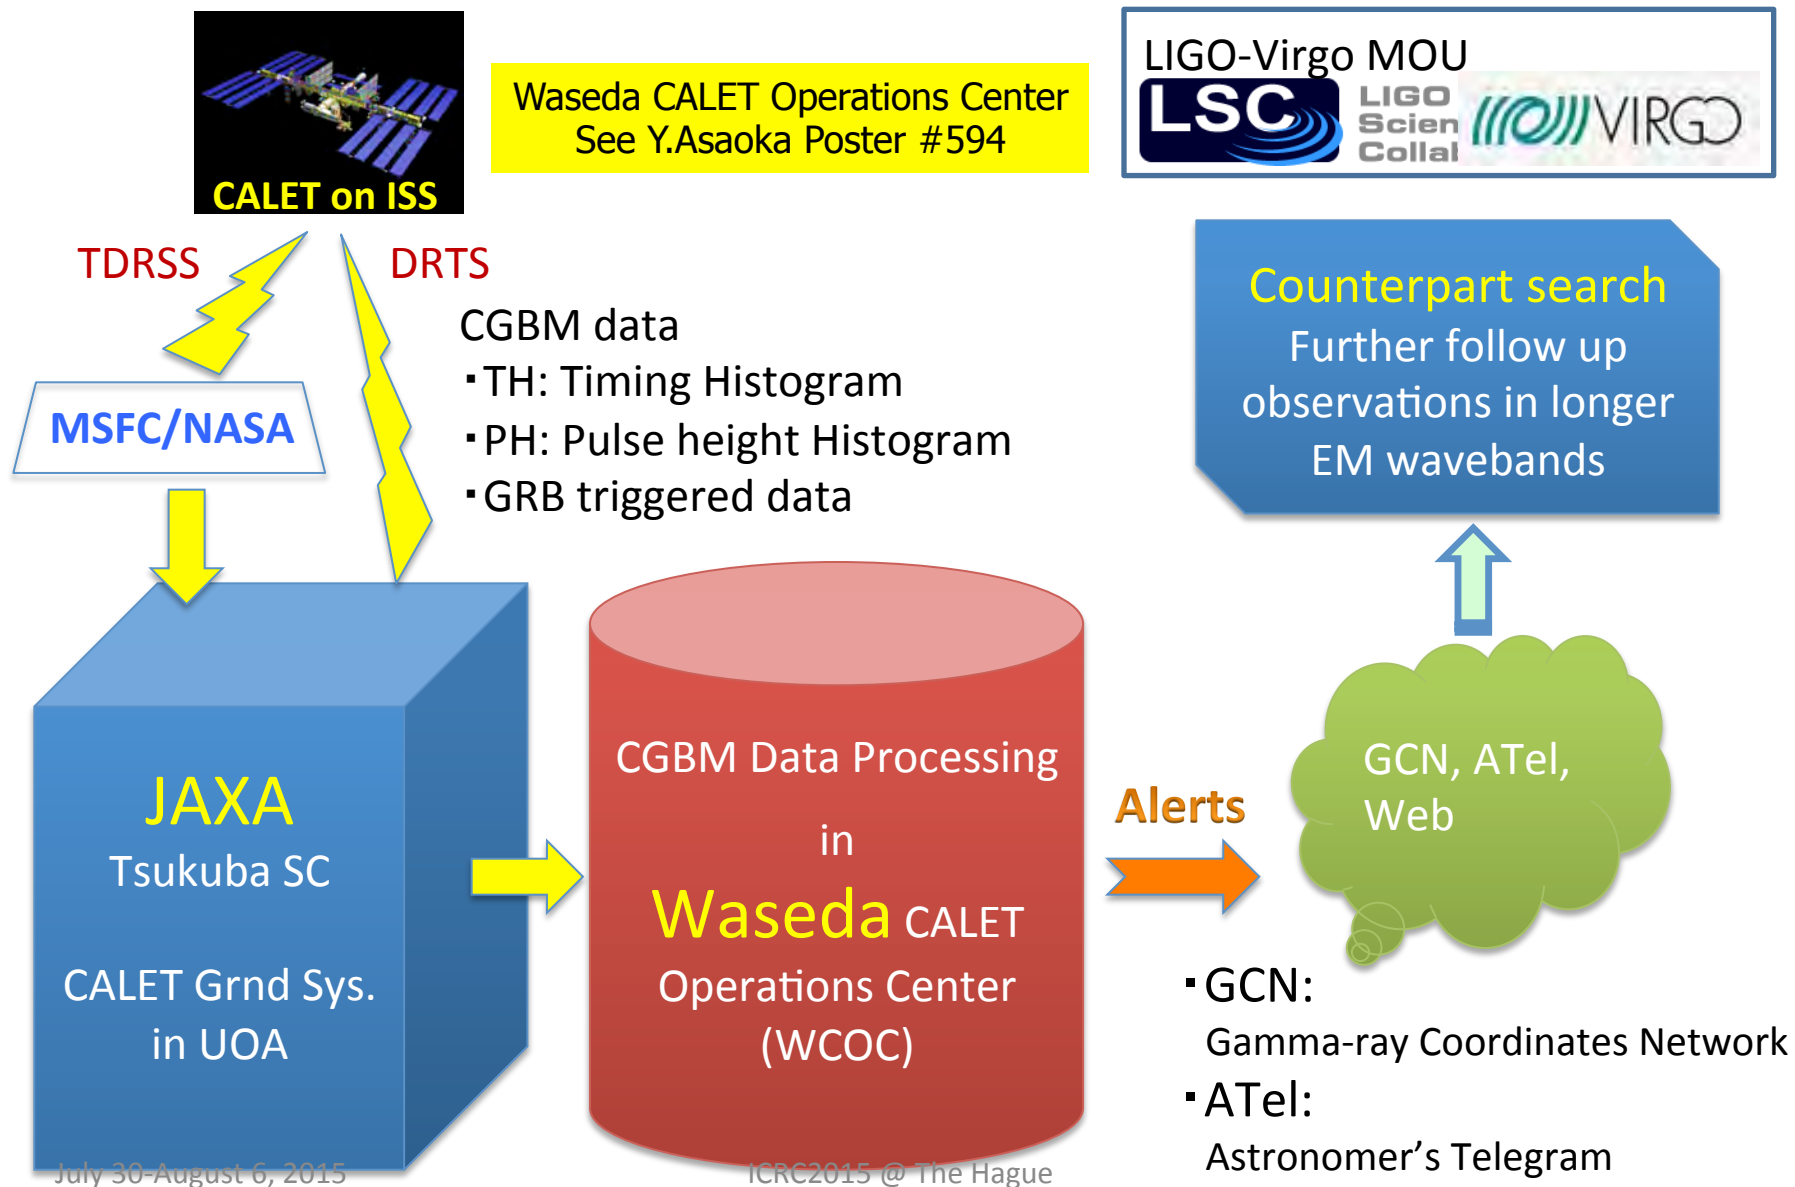 CALET on ISS
Waseda CALET Operations Center
See Y.Asaoka Poster #594
LIGO-Virgo MOU
LSC
LIGO
Scien
Collal
VIRGO
TDRSS
DRTS
MSFC/NASA
CGBM data
・TH: Timing Histogram
・PH: Pulse height Histogram
・GRB triggered data
Counterpart search
Further follow up
observations in longer
EM wavebands
JAXA
Tsukuba SC
CALET Grnd Sys.
in UOA
CGBM Data Processing
in
Waseda CALET
Operations Center
(WCOC)
Alerts
GCN, ATel,
Web
・GCN:
Gamma-ray Coordinates Network
・ATel:
Astronomer’s Telegram
July 30-August 6, 2015
ICRC2015 @ The Hague